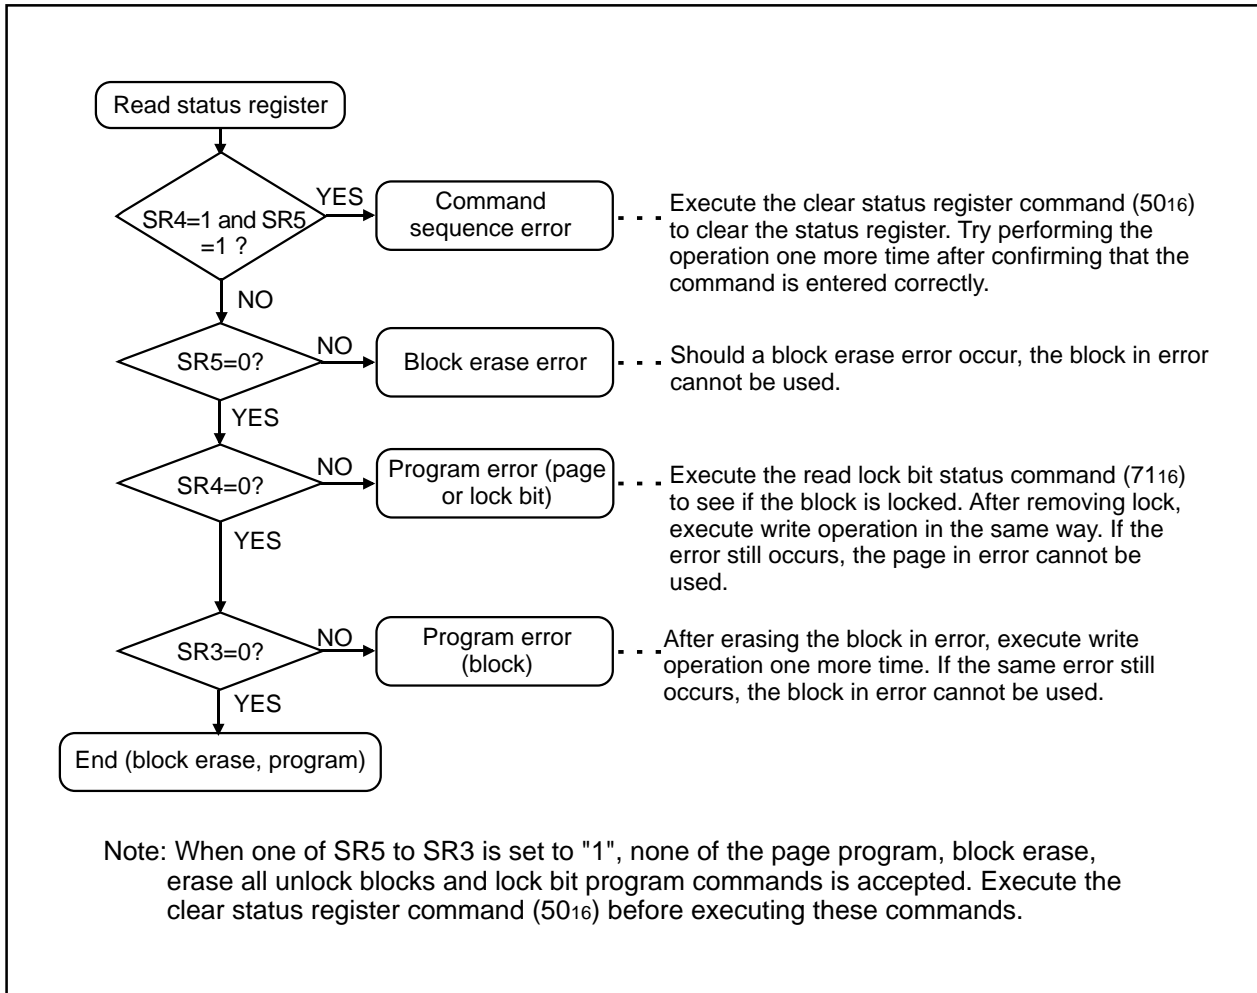 Read status register
YES
SR4=1 and SR5
=1 ?
Command
sequence error
Execute the clear status register command (5016)
to clear the status register. Try performing the
operation one more time after confirming that the
command is entered correctly.
NO
SR5=0?
NO
Block erase error
Should a block erase error occur, the block in error
cannot be used.
YES
SR4=0?
NO
Program error (page
or lock bit)
Execute the read lock bit status command (7116)
to see if the block is locked. After removing lock,
execute write operation in the same way. If the
error still occurs, the page in error cannot be
used.
YES
SR3=0?
NO
Program error
(block)
After erasing the block in error, execute write
operation one more time. If the same error still
occurs, the block in error cannot be used.
YES
End (block erase, program)
Note: When one of SR5 to SR3 is set to "1", none of the page program, block erase,
erase all unlock blocks and lock bit program commands is accepted. Execute the
clear status register command (5016) before executing these commands.